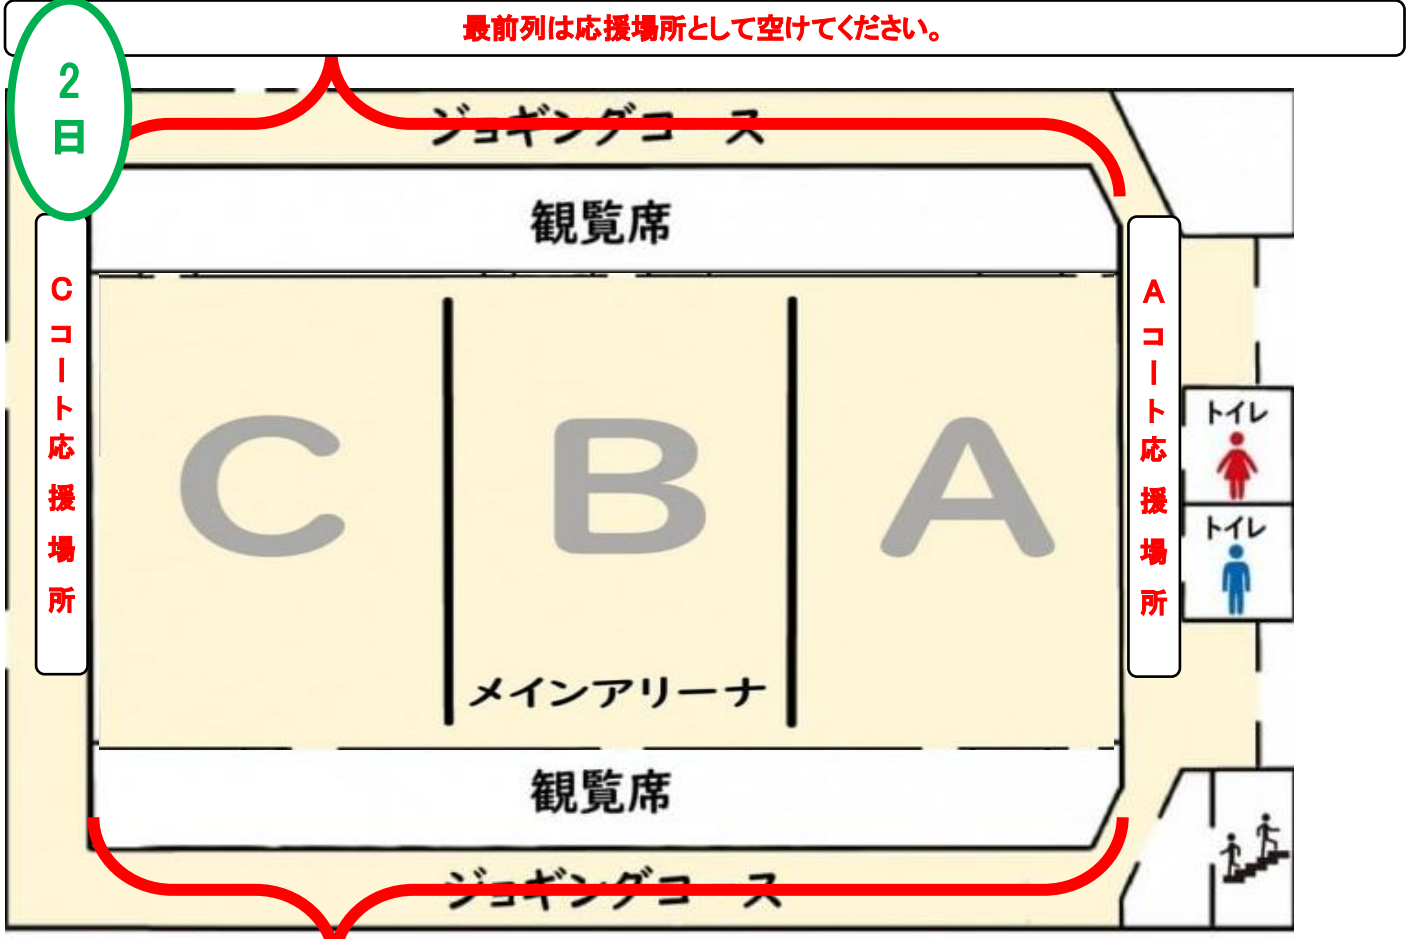 最前列は応援場所として空けてください。
2
日
ジョギングコース
観覧席
Cコート応援場所
Aコート応援場所
C
B
A
トイレ
トイレ
メインアリーナ
観覧席
ジョギングコース